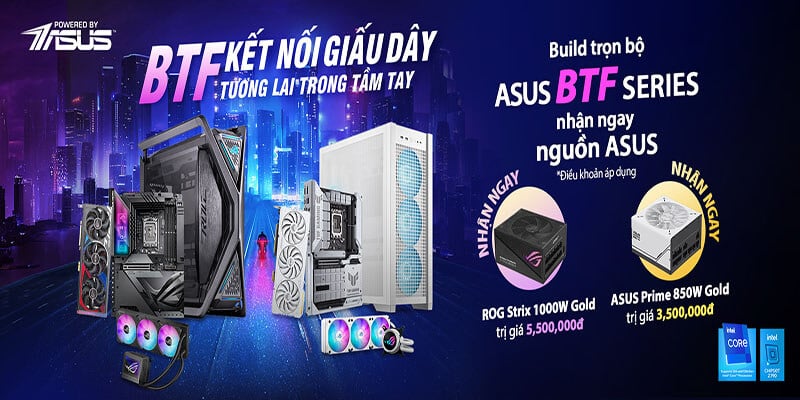 POWERED BY
ASUS
BTF KẾT NỐI GIẤU DÂY
TƯƠNG LAI TRONG TẦM TAY
Build trọn bộ
ASUS BTF SERIES
nhận ngay
nguồn ASUS
*Điều khoản áp dụng
NHẬN NGAY
ROG Strix 1000W Gold
trị giá 5,500,000đ
NHẬN NGAY
ASUS Prime 850W Gold
trị giá 3,500,000đ
intel
CORE
intel
CHIPSET
Z790